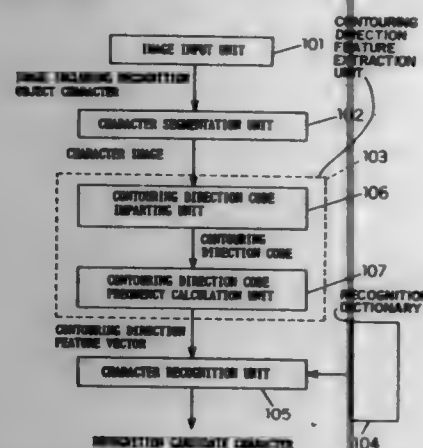 IMAGE INPUT UNIT
101
CONTOURING
DIRECTION
FEATURE
EXTRACTION
UNIT
IMAGE INCLUDING RECOGNITION
OBJECT CHARACTER
CHARACTER SEGMENTATION UNIT
102
CHARACTER IMAGE
103
CONTOURING DIRECTION CODE
IMPARTING UNIT
106
CONTOURING
DIRECTION CODE
CONTOURING DIRECTION CODE
FREQUENCY CALCULATION UNIT
107
RECOGNITION
DICTIONARY
CONTOURING DIRECTION
FEATURE VECTOR
CHARACTER RECOGNITION UNIT
105
104
RECOGNITION CANDIDATE CHARACTER